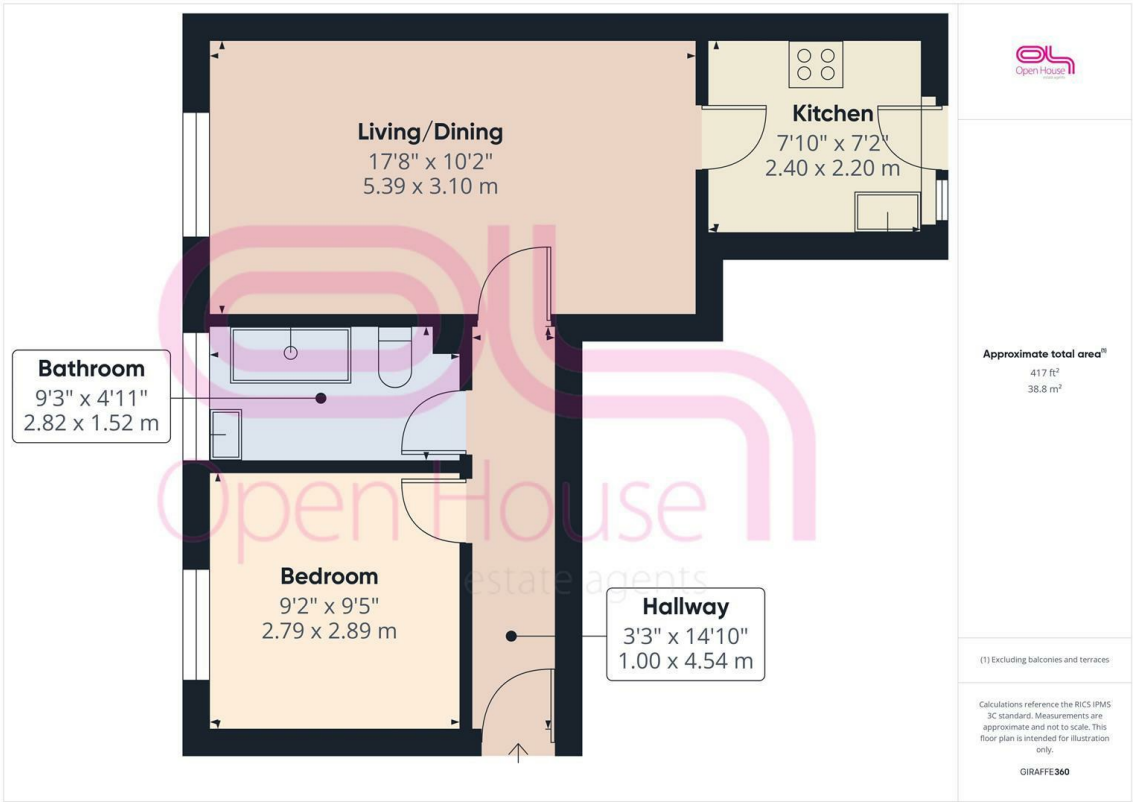 Living/Dining
17'8" x 10'2"
5.39 x 3.10 m
Kitchen
7'10" x 7'2"
2.40 x 2.20 m
Bathroom
9'3" x 4'11"
2.82 x 1.52 m
Bedroom
9'2" x 9'5"
2.79 x 2.89 m
Hallway
3'3" x 14'10"
1.00 x 4.54 m
Open House
estate agents
Open House
estate agents
Approximate total area(1)
417 ft²
38.8 m²
(1) Excluding balconies and terraces
Calculations reference the RICS IPMS
3C standard. Measurements are
approximate and not to scale. This
floor plan is intended for illustration
only.
GIRAFFE360